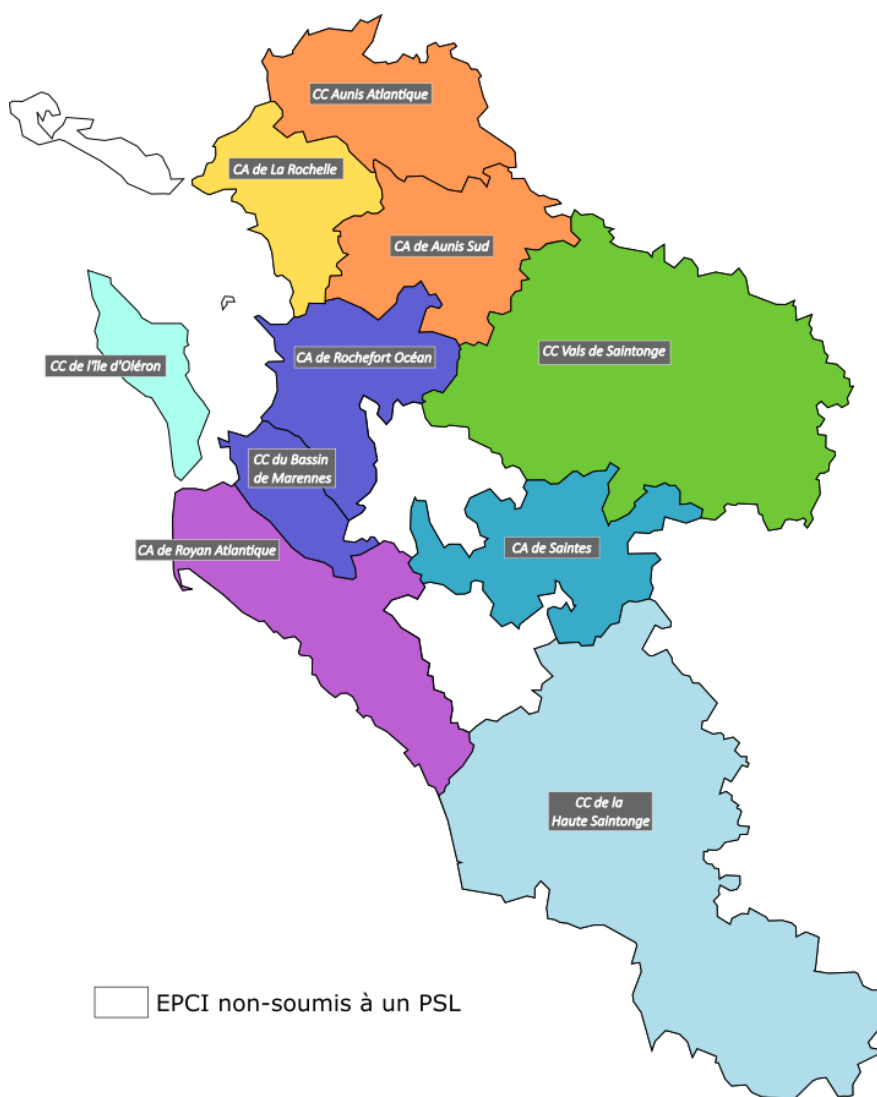 CC Aunis Atlantique
CA de La Rochelle
CA de Aunis Sud
CA de Rochefort Océan
CC Vals de Saintonge
CC de l'île d'Oléron
CC du Bassin
de Marennes
CA de Royan Atlantique
CA de Saintes
CC de la
Haute Saintonge
EPCI non-soumis à un PSL